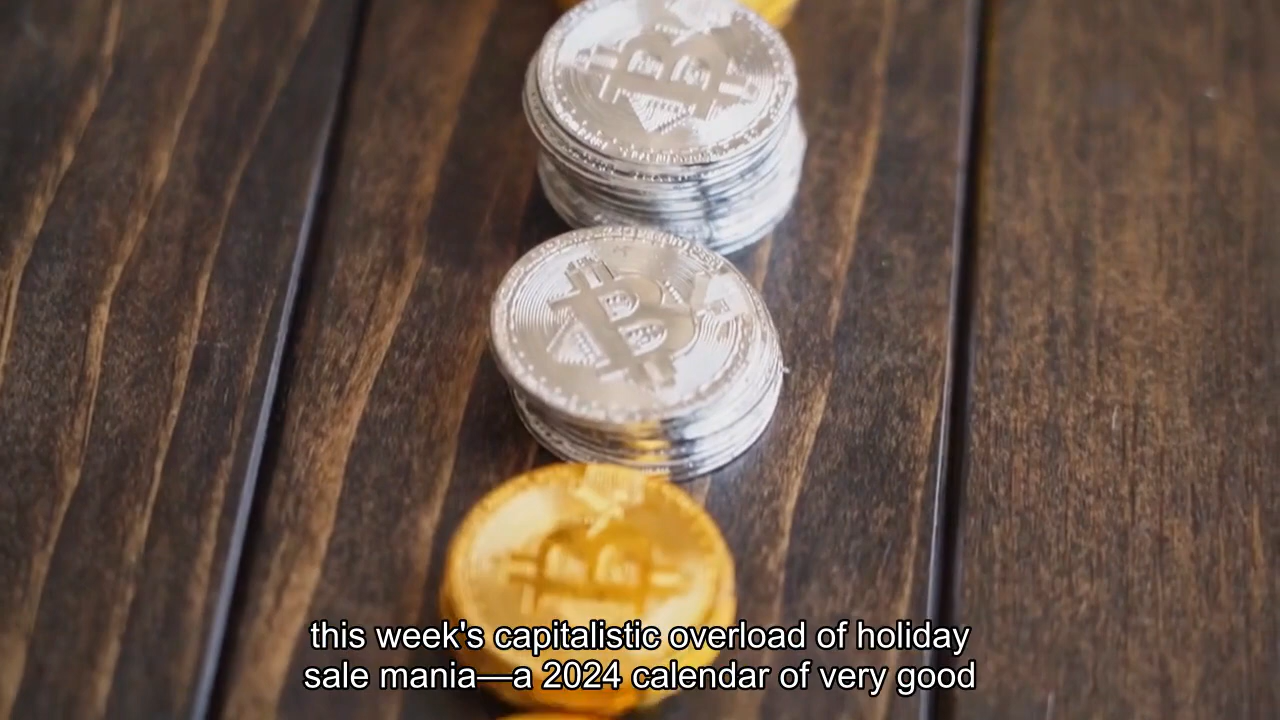 this week's capitalistic overload of holiday
sale mania—a 2024 calendar of very good